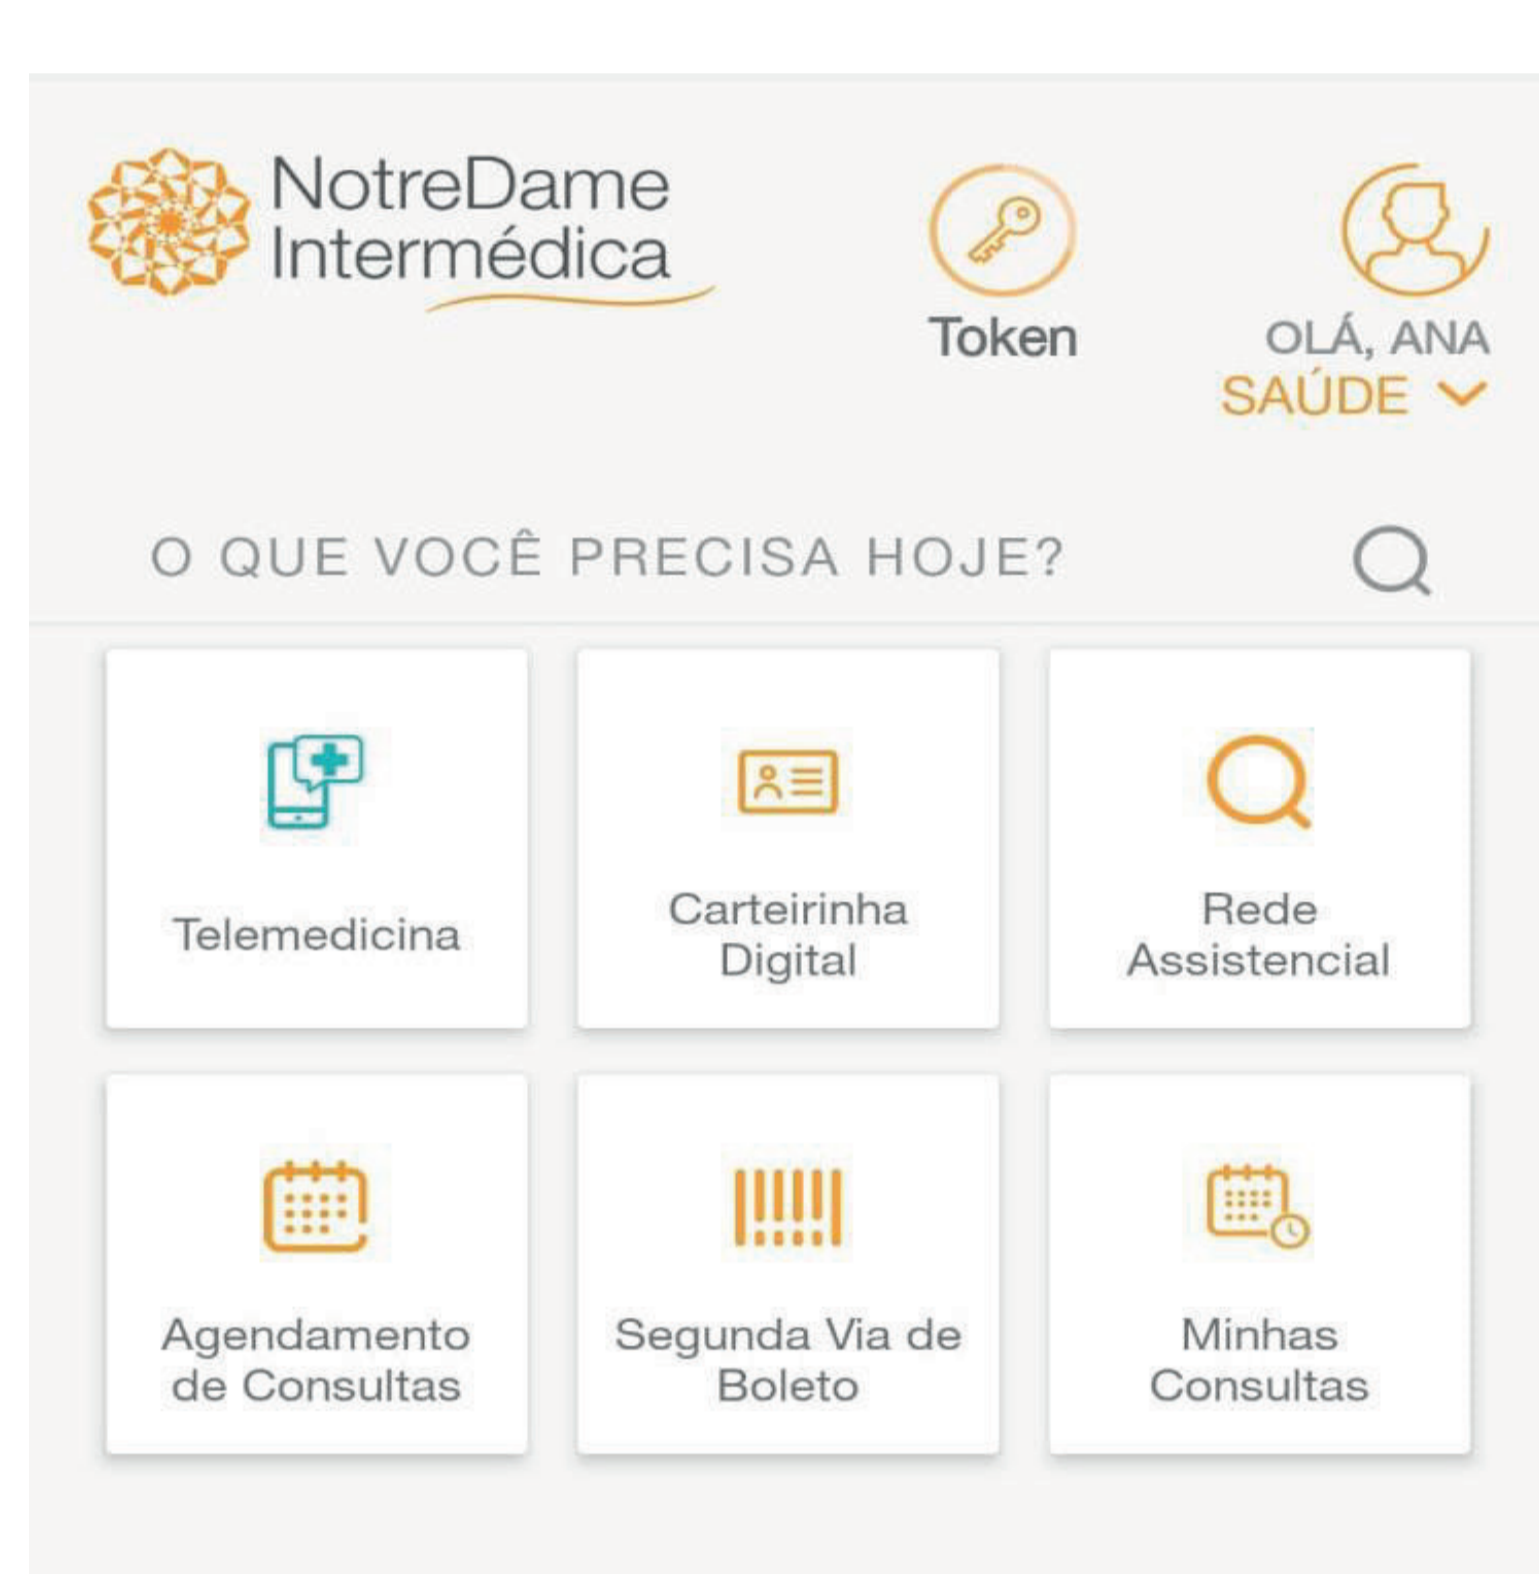 NotreDame
Intermédica
Token
OLÁ, ANA
SAÚDE
O QUE VOCÊ PRECISA HOJE?
Telemedicina
Carteirinha
Digital
Rede
Assistencial
Agendamento
de Consultas
Segunda Via de
Boleto
Minhas
Consultas